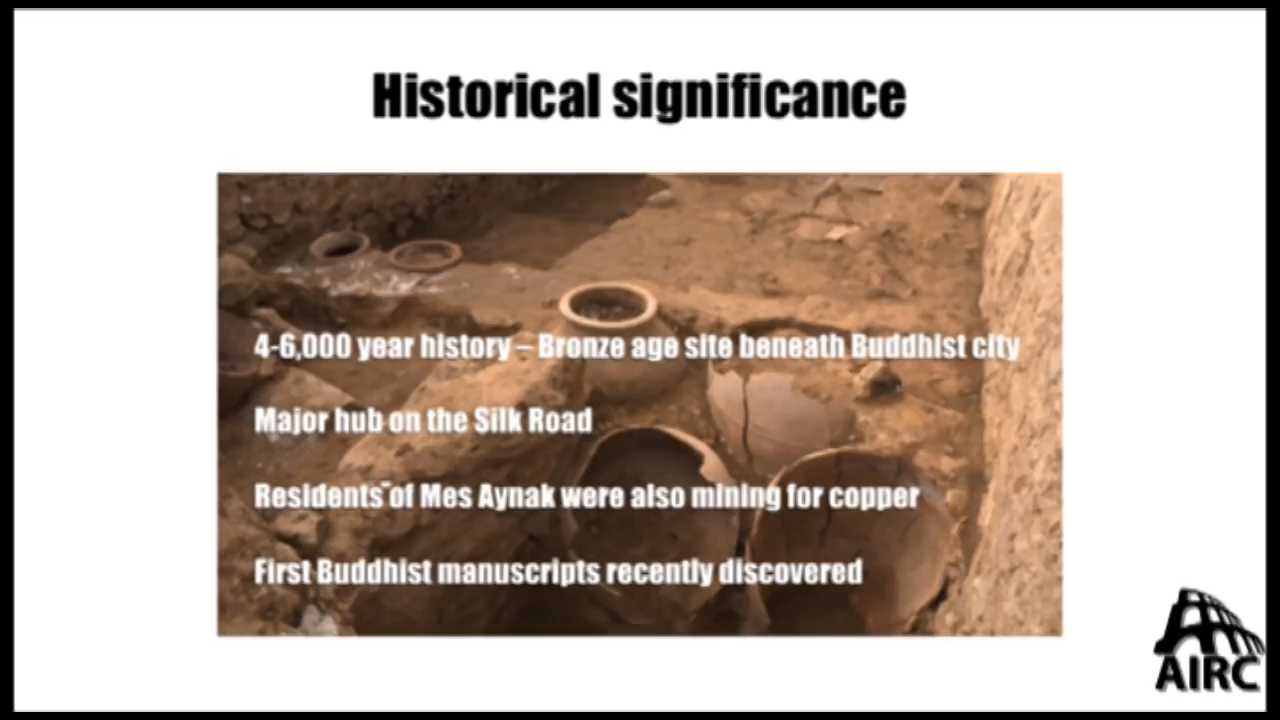 Historical significance
4-6,000 year history – Bronze age site beneath Buddhist city
Major hub on the Silk Road
Residents of Mes Aynak were also mining for copper
First Buddhist manuscripts recently discovered
AIRC